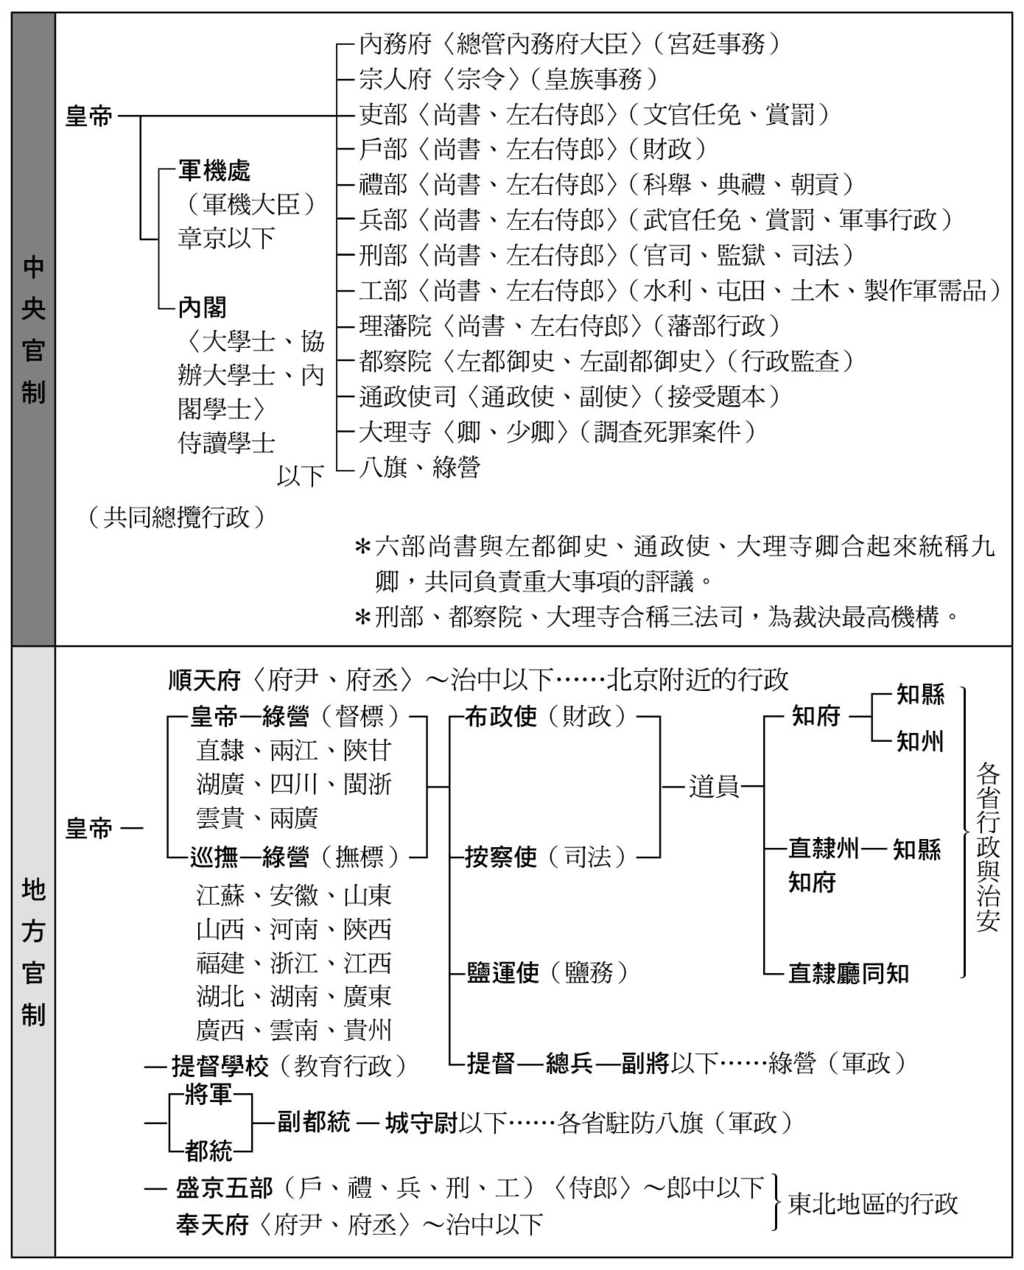 中央官制
皇帝
軍機處
（軍機大臣）
章京以下
內閣
〈大學士、協
辦大學士、內
閣學士〉
侍讀學士
以下
（共同總攬行政）
內務府〈總管內務府大臣〉（宮廷事務）
宗人府〈宗令〉（皇族事務）
吏部〈尚書、左右侍郎〉（文官任免、賞罰）
戶部〈尚書、左右侍郎〉（財政）
禮部〈尚書、左右侍郎〉（科舉、典禮、朝貢）
兵部〈尚書、左右侍郎〉（武官任免、賞罰、軍事行政）
刑部〈尚書、左右侍郎〉（官司、監獄、司法）
工部〈尚書、左右侍郎〉（水利、屯田、土木、製作軍需品）
理藩院〈尚書、左右侍郎〉（藩部行政）
都察院〈左都御史、左副都御史〉（行政監查）
通政使司〈通政使、副使〉（接受題本）
大理寺〈卿、少卿〉（調查死罪案件）
八旗、綠營
＊六部尚書與左都御史、通政使、大理寺卿合起來統稱九
卿，共同負責重大事項的評議。
＊刑部、都察院、大理寺合稱三法司，為裁決最高機構。
地方官制
順天府〈府尹、府丞〉～治中以下……北京附近的行政
皇帝
皇帝—綠營（督標）
直隸、兩江、陝甘
湖廣、四川、閩浙
雲貴、兩廣
巡撫—綠營（撫標）
江蘇、安徽、山東
山西、河南、陝西
福建、浙江、江西
湖北、湖南、廣東
廣西、雲南、貴州
布政使（財政）
按察使（司法）
鹽運使（鹽務）
提督—總兵—副將以下……綠營（軍政）
道員
知府
知縣
知州
直隸州—知縣
知府
直隸廳同知
各省行政與治安
提督學校（教育行政）
將軍
都統
副都統—城守尉以下……各省駐防八旗（軍政）
盛京五部（戶、禮、兵、刑、工）〈侍郎〉～郎中以下
奉天府〈府尹、府丞〉～治中以下
東北地區的行政